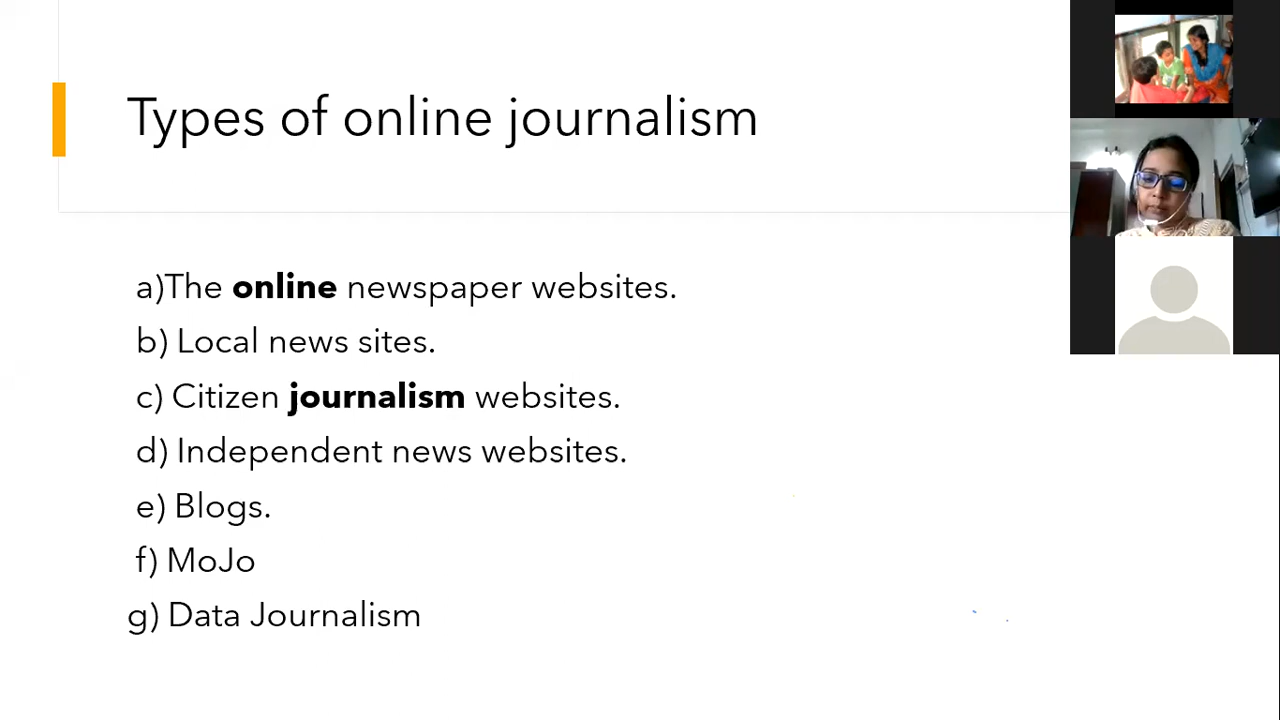 Types of online journalism
a)The online newspaper websites.
b) Local news sites.
c) Citizen journalism websites.
d) Independent news websites.
e) Blogs.
f) MoJo
g) Data Journalism